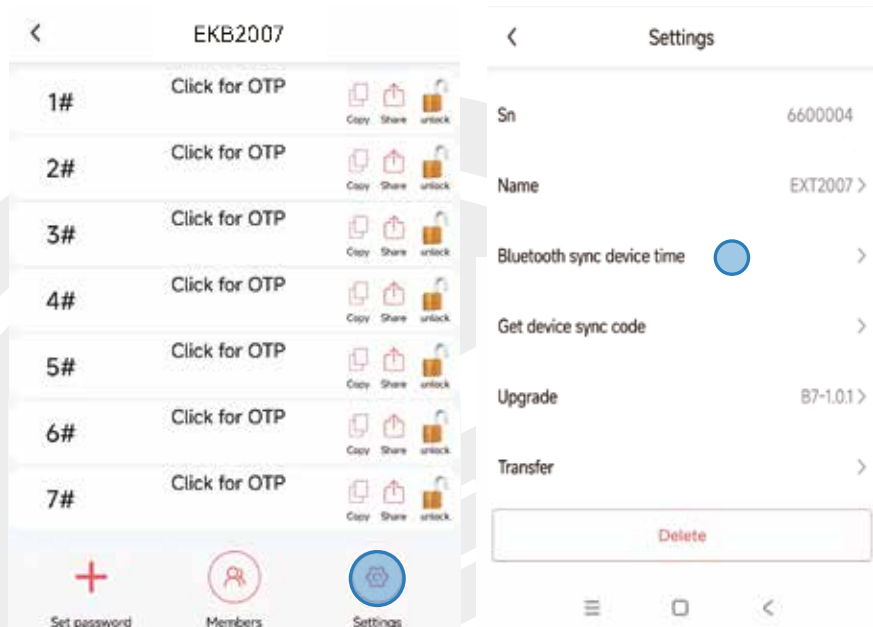 EKB2007
1#
Click for OTP
Copy Share unlock
2#
Click for OTP
Copy Share unlock
3#
Click for OTP
Copy Share unlock
4#
Click for OTP
Copy Share unlock
5#
Click for OTP
Copy Share unlock
6#
Click for OTP
Copy Share unlock
7#
Click for OTP
Copy Share unlock
Set password Members Settings
Settings
Sn 6600004
Name EXT2007 >
Bluetooth sync device time >
Get device sync code >
Upgrade B7-1.0.1 >
Transfer >
Delete